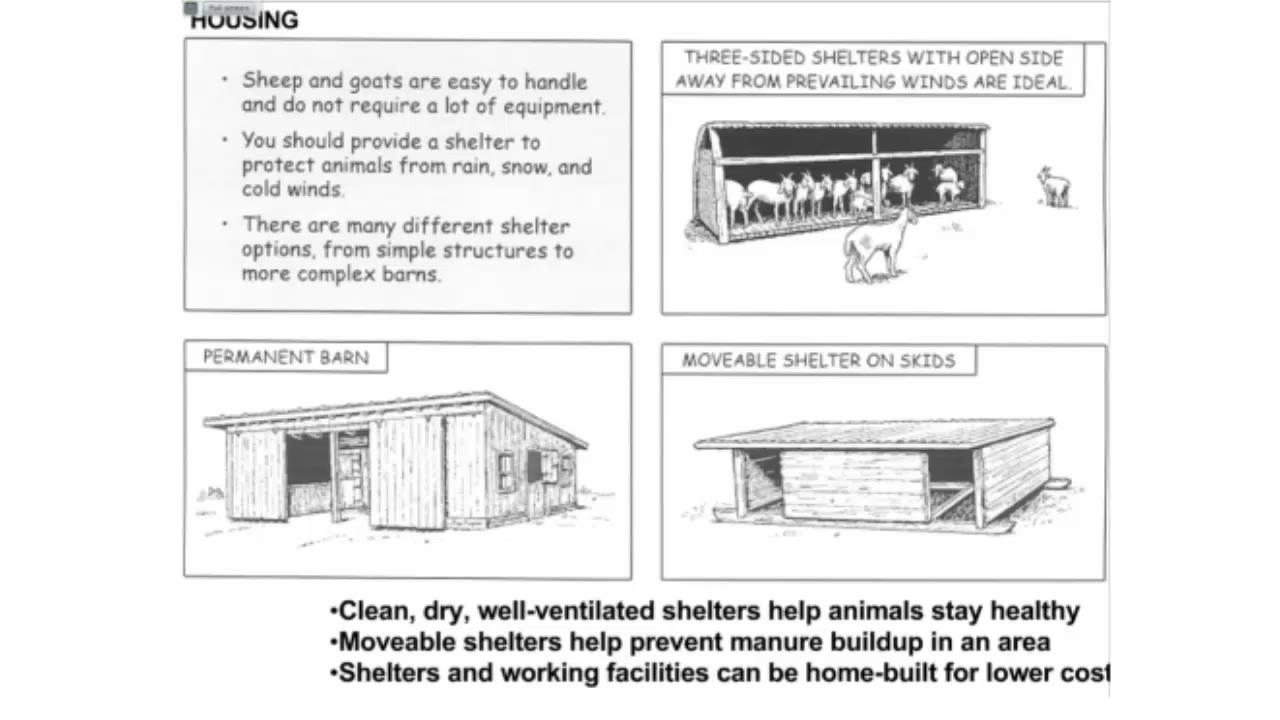 Full screen
HOUSING
• Sheep and goats are easy to handle
and do not require a lot of equipment.
• You should provide a shelter to
protect animals from rain, snow, and
cold winds.
• There are many different shelter
options, from simple structures to
more complex barns.
THREE-SIDED SHELTERS WITH OPEN SIDE
AWAY FROM PREVAILING WINDS ARE IDEAL.
PERMANENT BARN
MOVEABLE SHELTER ON SKIDS
•Clean, dry, well-ventilated shelters help animals stay healthy
•Moveable shelters help prevent manure buildup in an area
•Shelters and working facilities can be home-built for lower cost